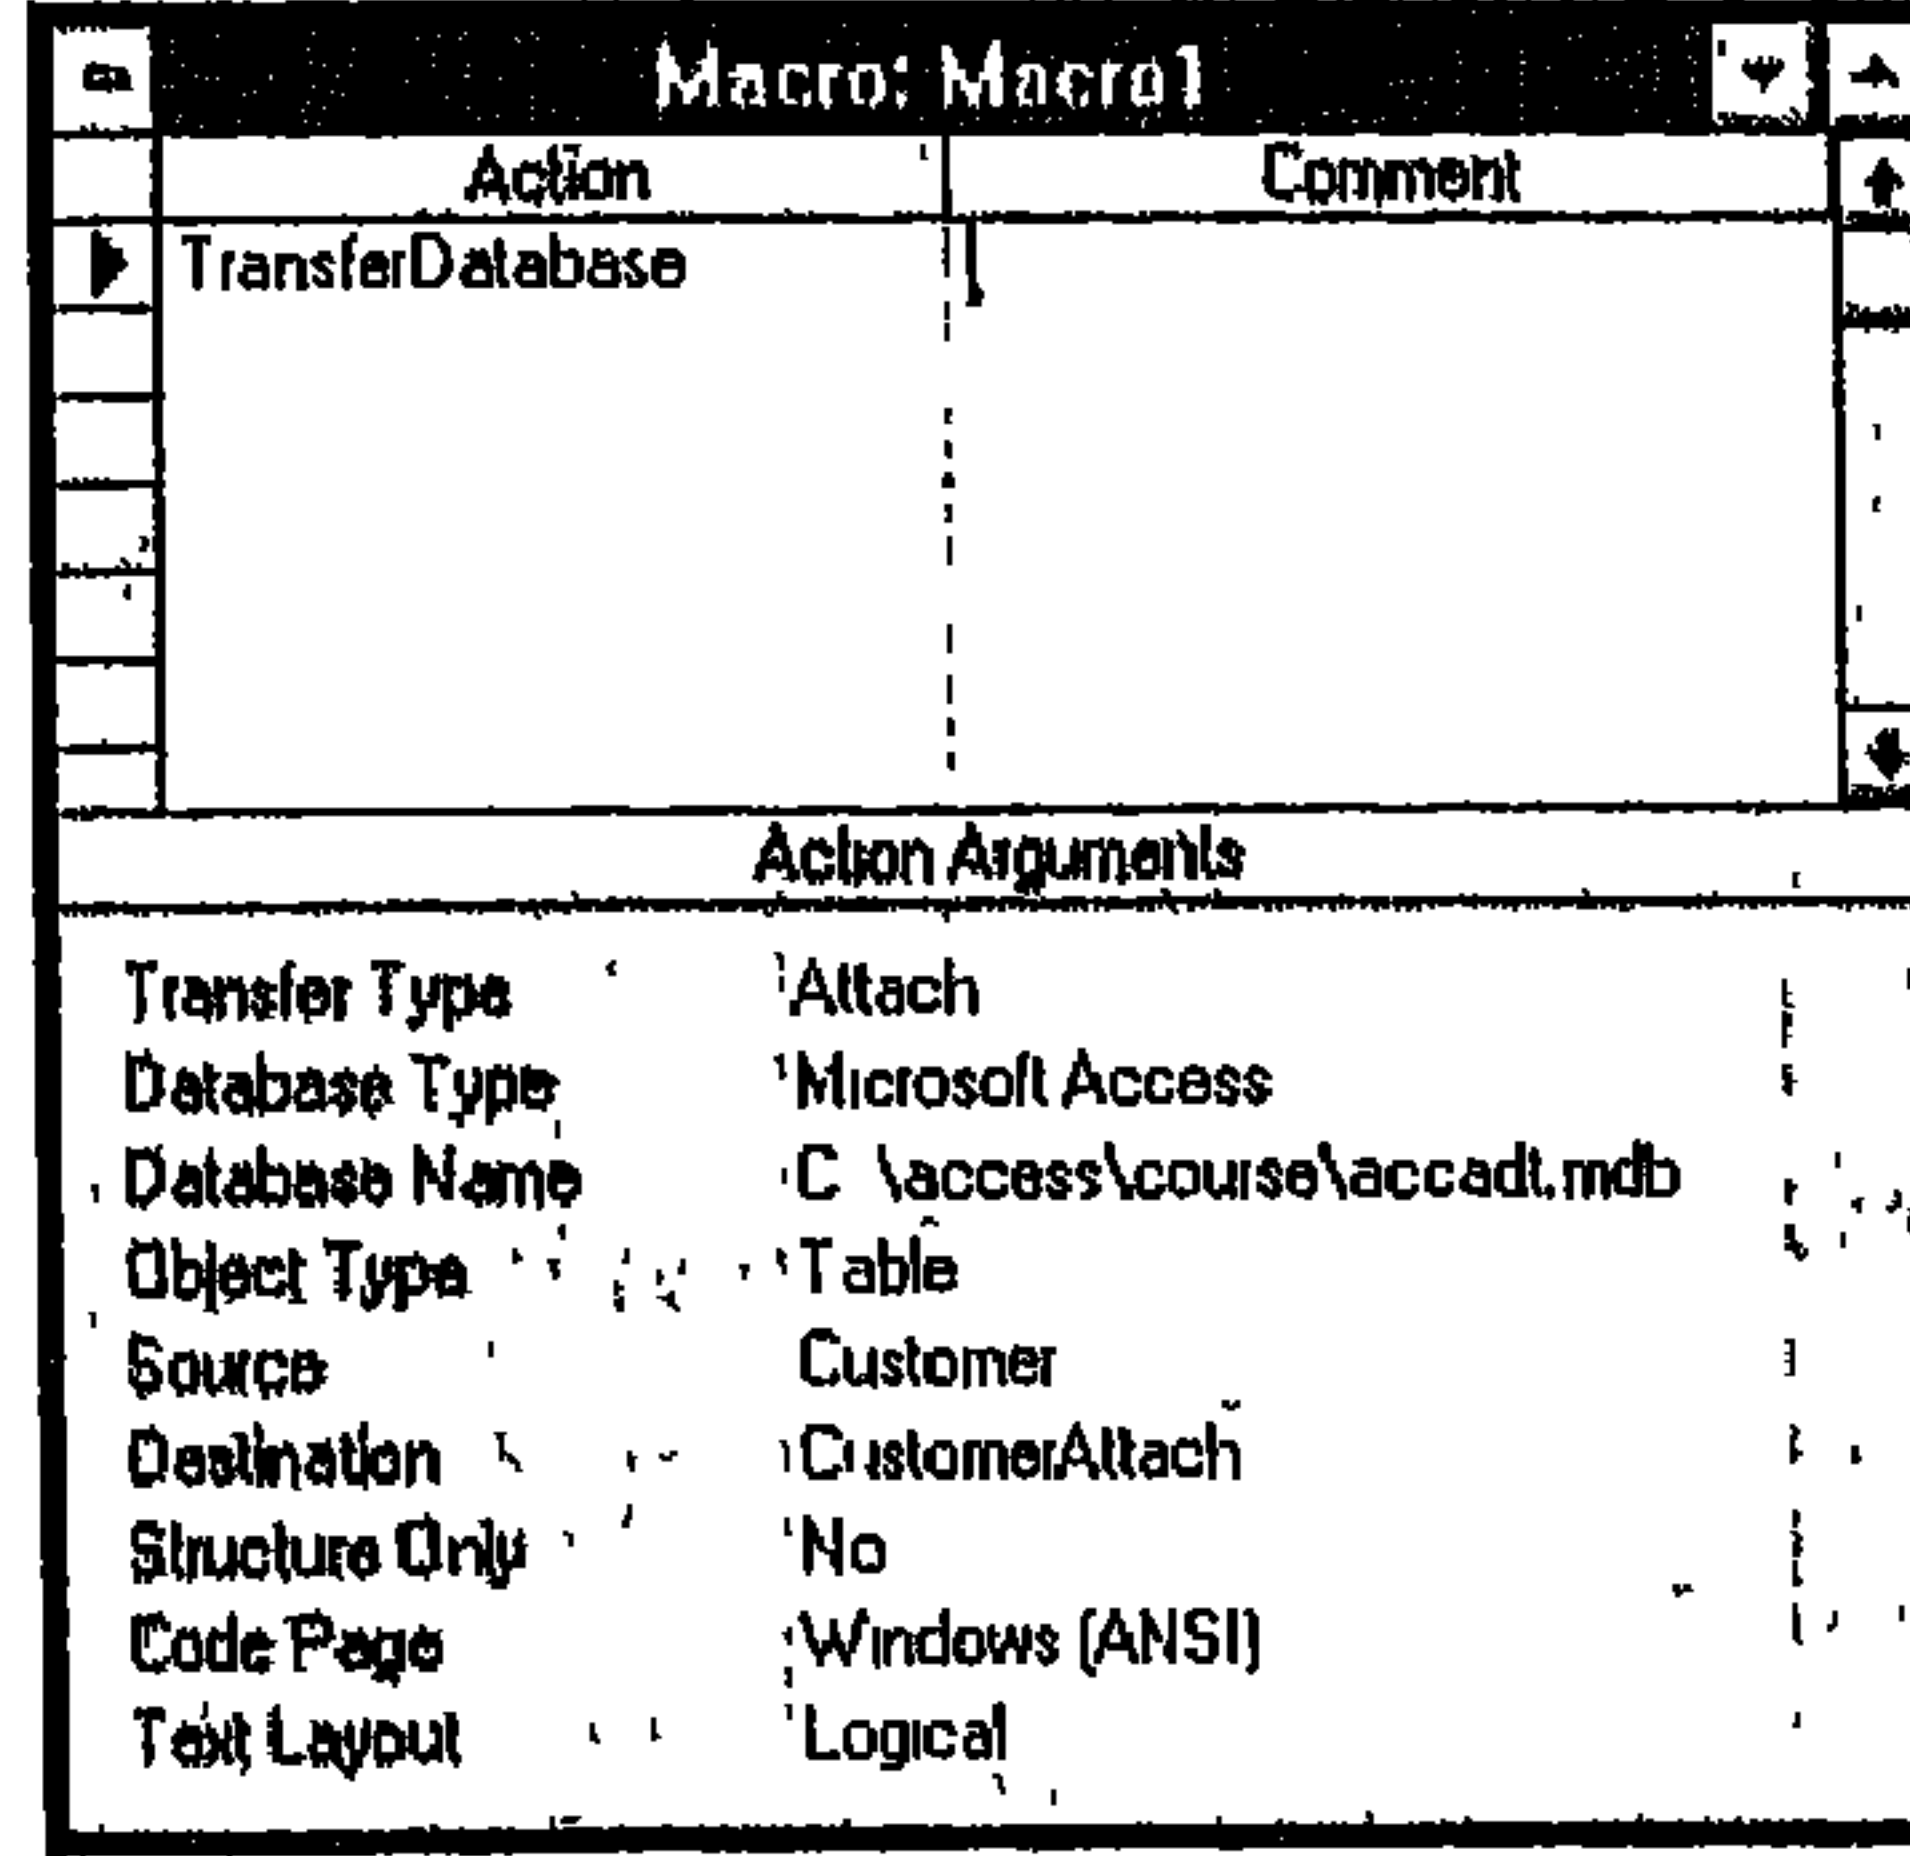 Macro: Macro1
Action Comment
TransferDatabase
Action Arguments
Transfer Type Attach
Database Type Microsoft Access
Database Name C \access\course\accadt.mdb
Object Type Table
Source Customer
Destination CustomerAttach
Structure Only No
Code Page Windows (ANSI)
Text Layout Logical